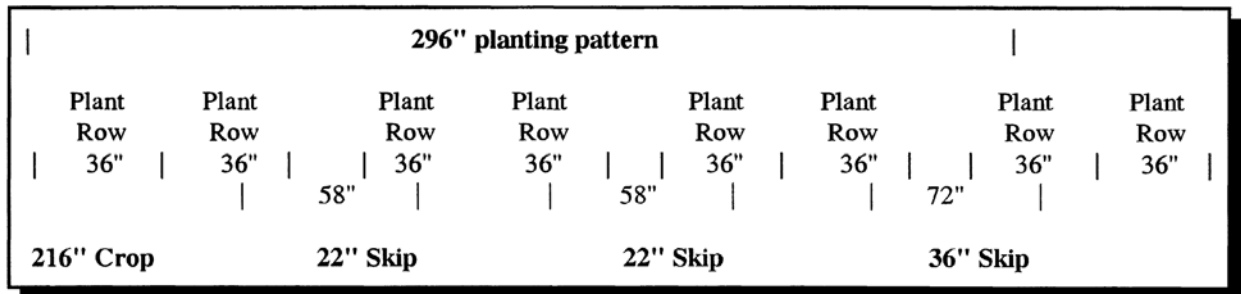 296" planting pattern
Plant Plant Plant Plant Plant Plant Plant Plant
Row Row Row Row Row Row Row Row
| 36" | 36" | | 36" | 36" | | 36" | 36" | | 36" | 36" |
| 58" | | 58" | | 72" |
216" Crop 22" Skip 22" Skip 36" Skip